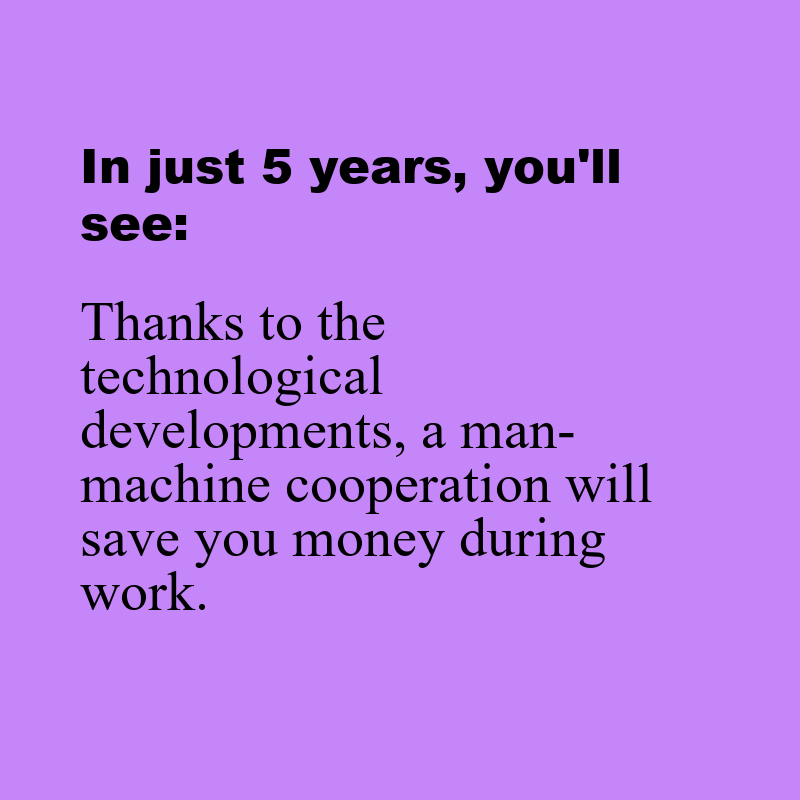 In just 5 years, you'll
see:
Thanks to the
technological
developments, a man-
machine cooperation will
save you money during
work.